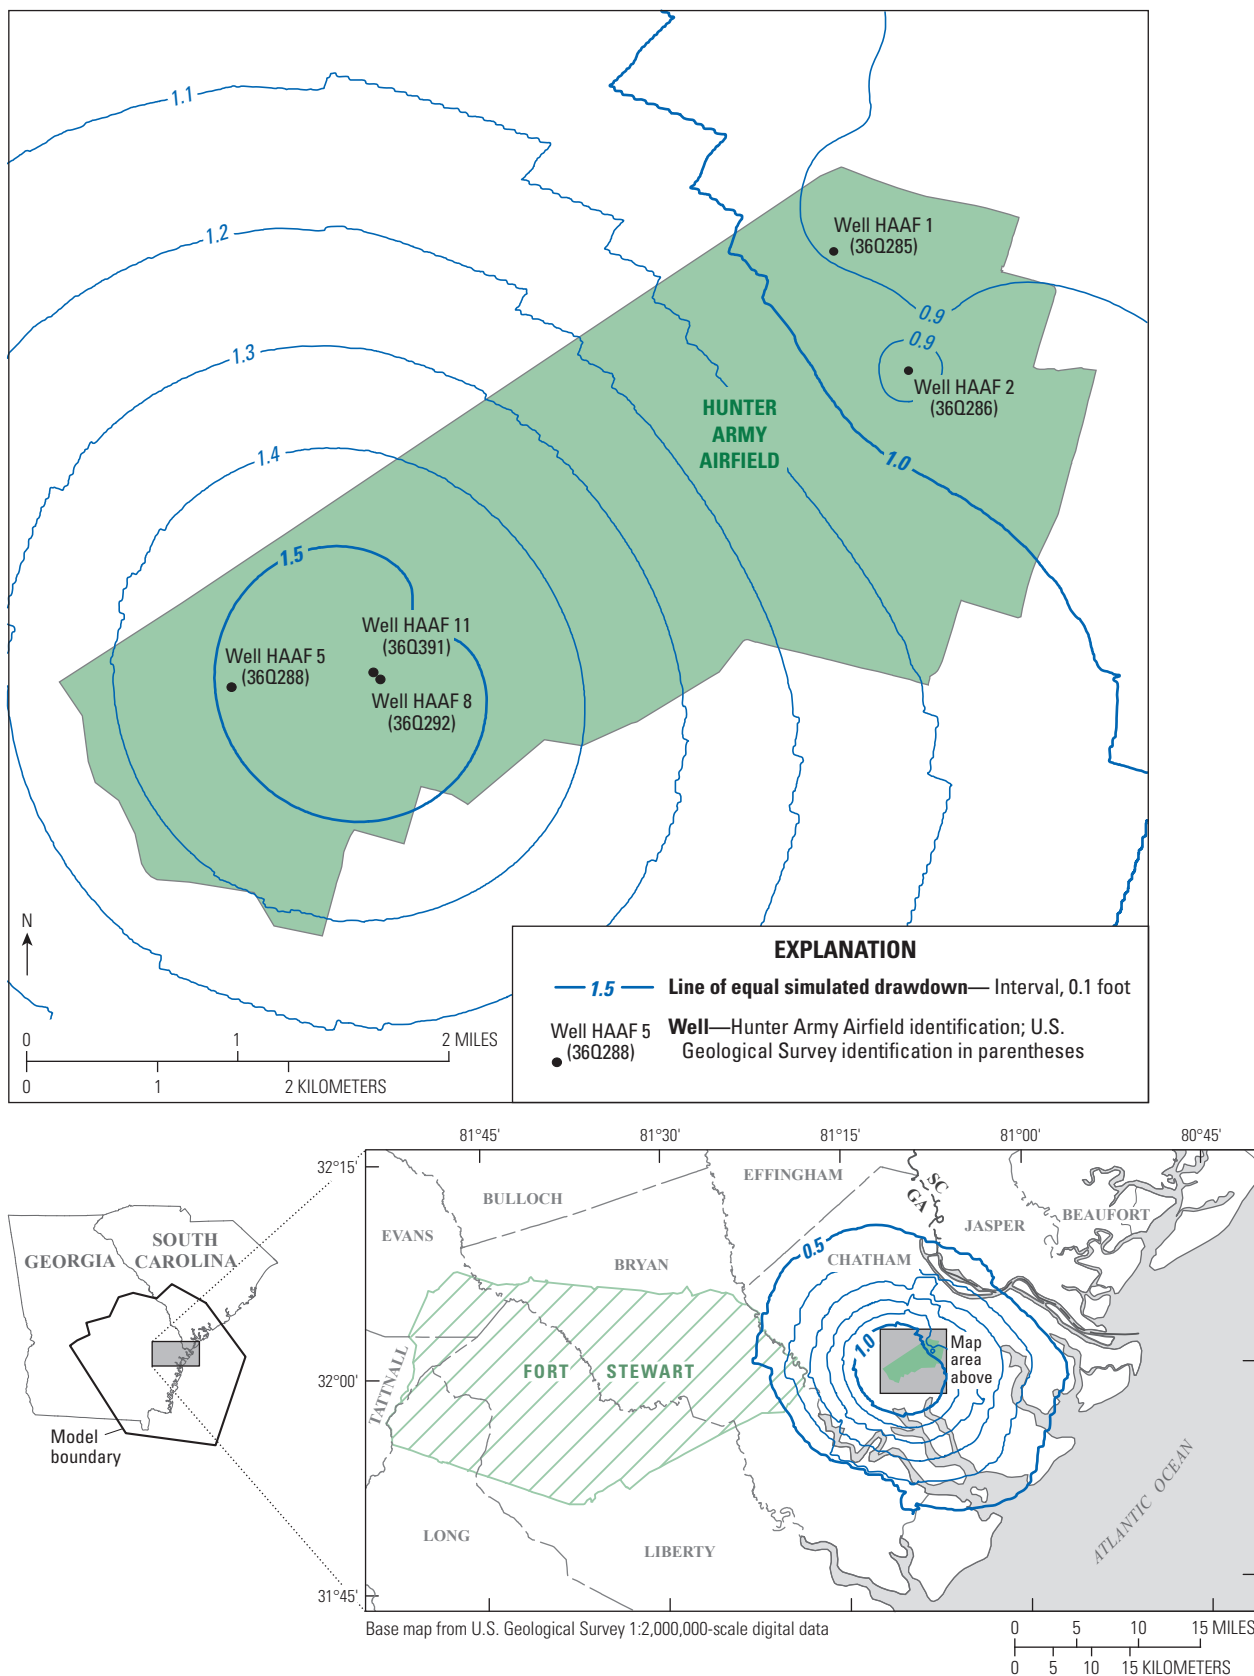 1.1
1.2
1.3
1.4
1.5
Well HAAF 1
(36Q285)
0.9
0.9
Well HAAF 2
(36Q286)
HUNTER
ARMY
AIRFIELD
1.0
Well HAAF 11
(36Q391)
Well HAAF 5
(36Q288)
Well HAAF 8
(36Q292)
N
0 1 2 MILES
0 1 2 KILOMETERS
EXPLANATION
1.5 Line of equal simulated drawdown— Interval, 0.1 foot
Well HAAF 5
(36Q288)
Well—Hunter Army Airfield identification; U.S.
Geological Survey identification in parentheses
81°45' 81°30' 81°15' 81°00' 80°45'
32°15'
32°00'
31°45'
GEORGIA
SOUTH
CAROLINA
Model
boundary
BULLOCH
EFFINGHAM
SC
GA
JASPER
BEAUFORT
EVANS
BRYAN
0.5
CHATHAM
1.0
Map
area
above
TATTNALL
FORT STEWART
LONG
LIBERTY
ATLANTIC OCEAN
Base map from U.S. Geological Survey 1:2,000,000-scale digital data
0 5 10 15 MILES
0 5 10 15 KILOMETERS